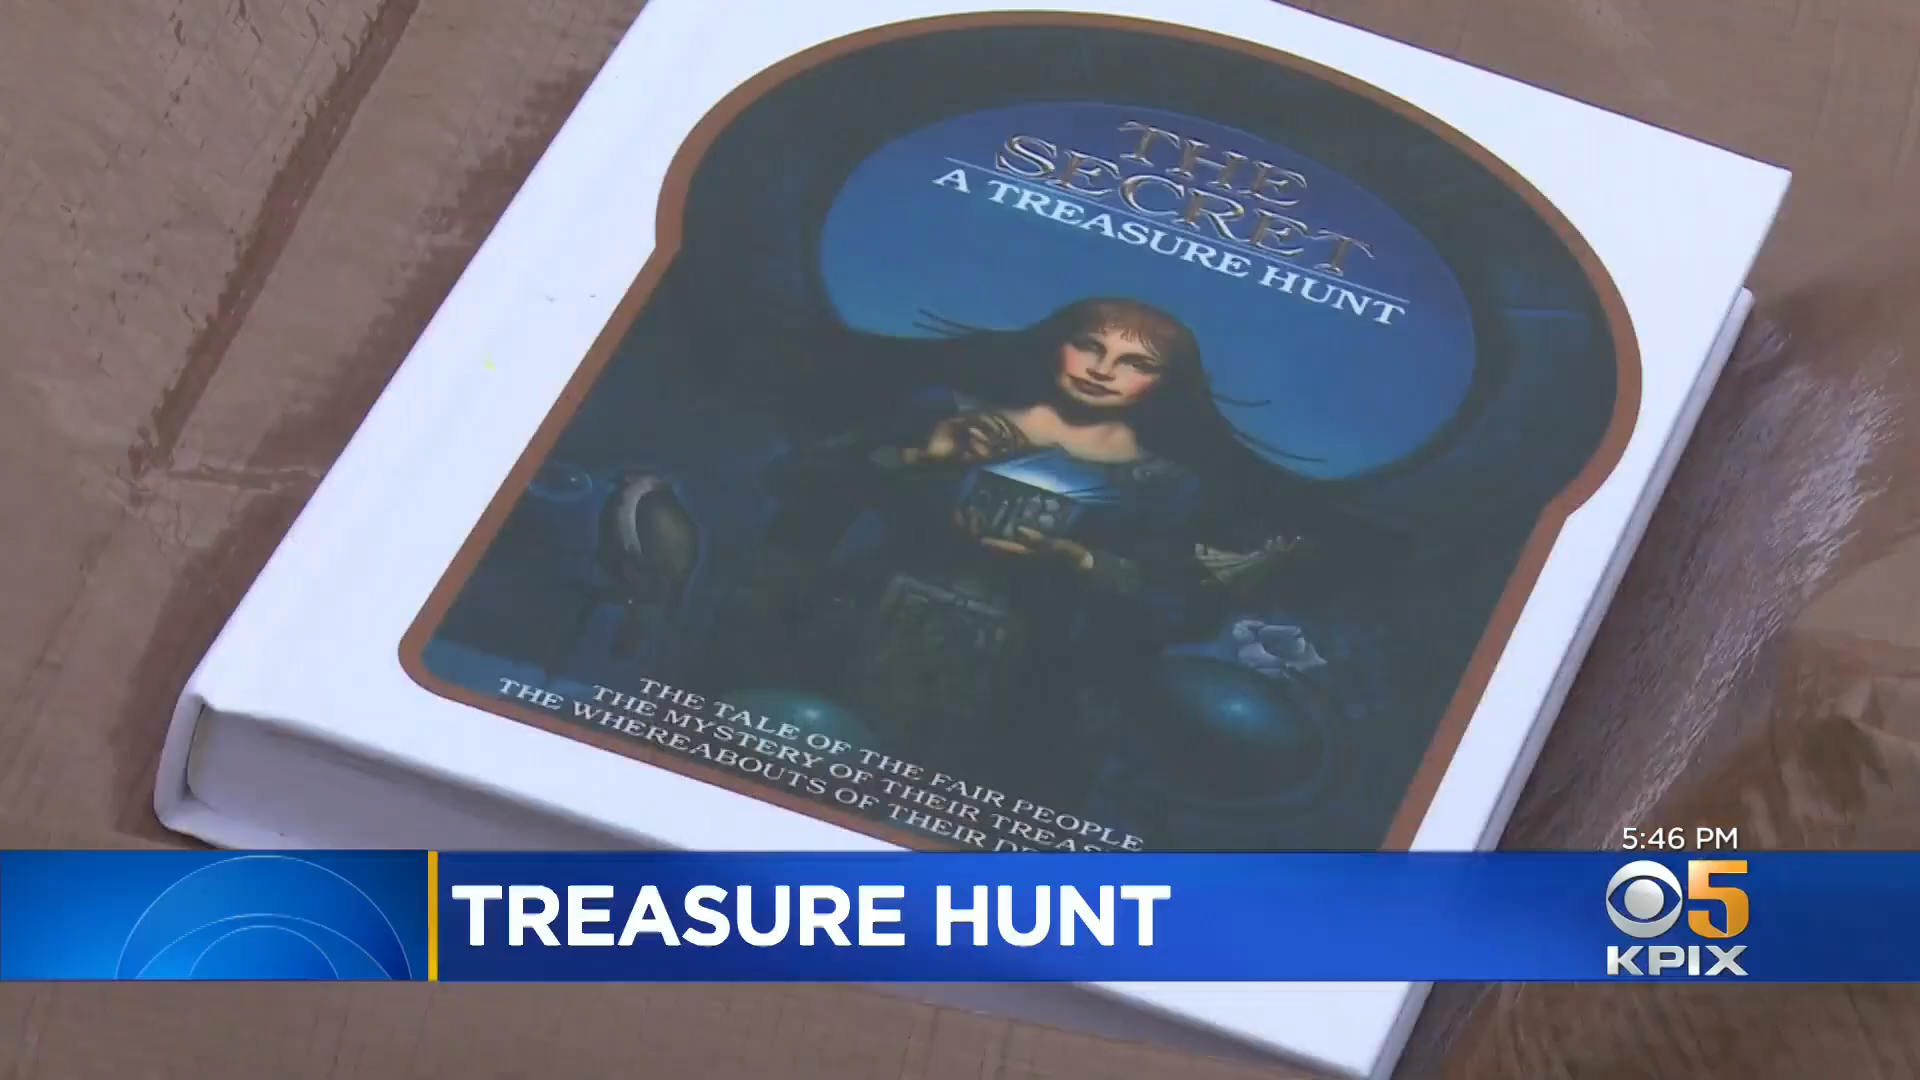 THE
SECRET
A TREASURE HUNT
THE TALE OF THE FAIR PEOPLE
THE MYSTERY OF THEIR
THE WHEREABOUTS OF THEIR
5:46 PM
TREASURE HUNT
5
KPIX